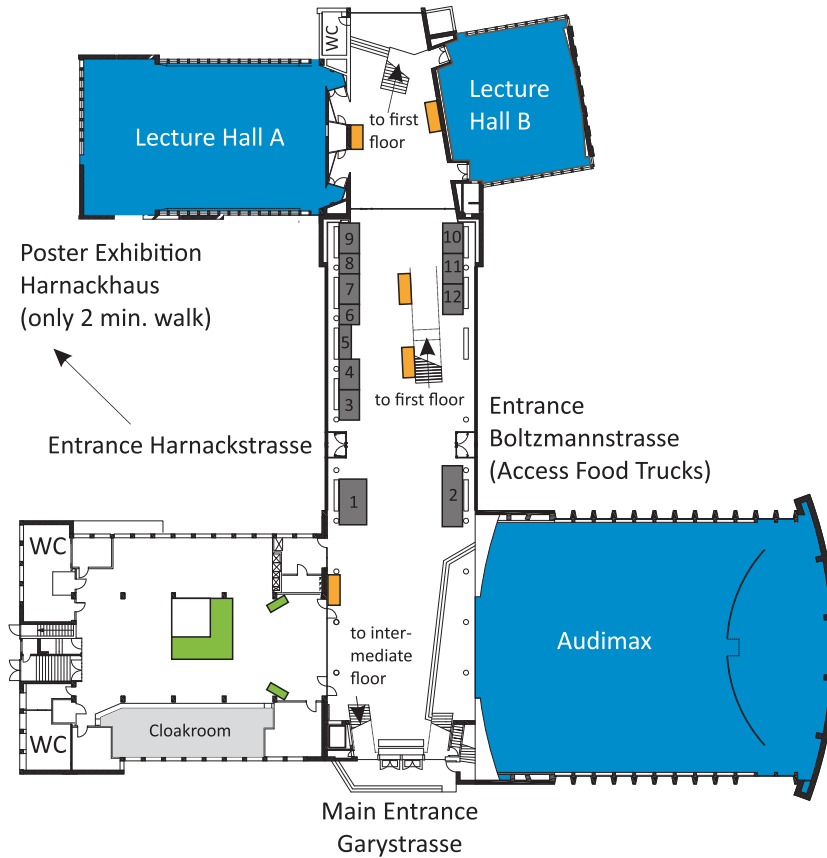 WC
Lecture
Hall B
to first
floor
Lecture Hall A
9
10
8
11
7
12
6
5
4
3
to first floor
Poster Exhibition
Harnackhaus
(only 2 min. walk)
Entrance Harnackstrasse
Entrance
Boltzmannstrasse
(Access Food Trucks)
1
2
WC
to inter-
mediate
floor
Audimax
Cloakroom
WC
Main Entrance
Garystrasse